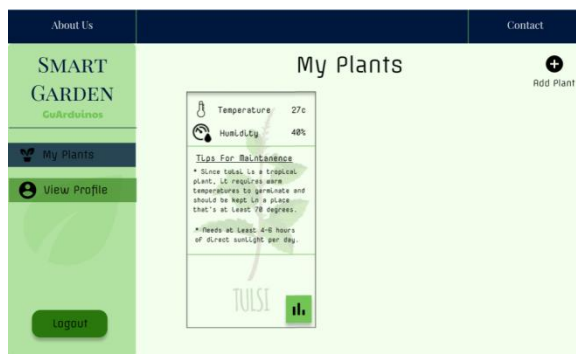 About Us
Contact
SMART
GARDEN
GuArduinos
My Plants
View Profile
Logout
My Plants
Add Plant
Temperature 27c
Humidity 40%
Tips For Maintanence
* Since tulsi is a tropical
plant, it requires warm
temperatures to germinate and
should be kept in a place
that's at least 70 degrees.
* Needs at least 4-6 hours
of direct sunlight per day.
TULSI